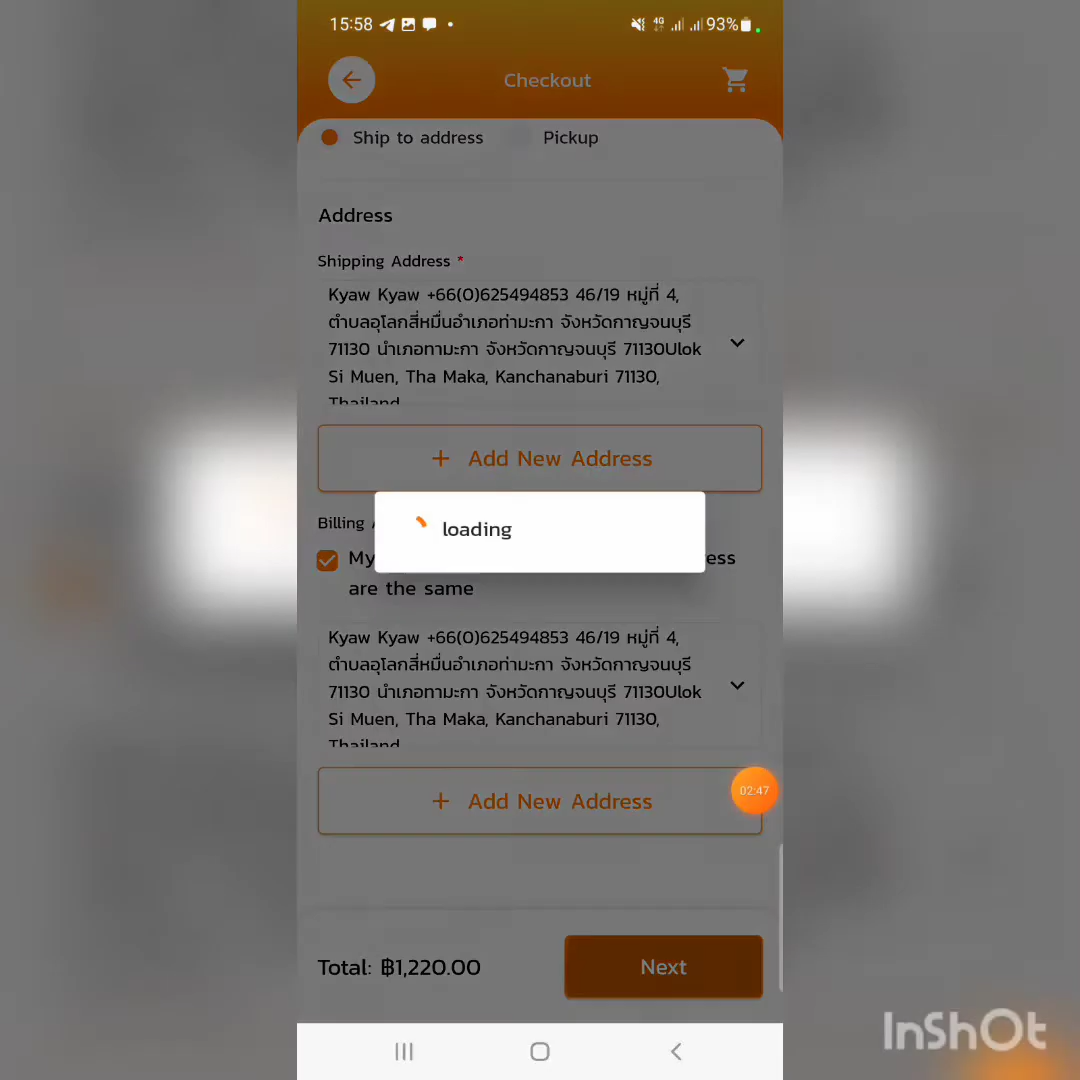 15:58
4G
93%
Checkout
Ship to address
Pickup
Address
Shipping Address *
Kyaw Kyaw +66(0)625494853 46/19 หมู่ที่ 4,
ตำบลอุโลกสี่หมื่นอำเภอท่ามะกา จังหวัดกาญจนบุรี
71130 นำเภอทามะกา จังหวัดกาญจนบุรี 71130Ulok
Si Muen, Tha Maka, Kanchanaburi 71130,
Thailand
+ Add New Address
Billing
loading
My
ess
are the same
Kyaw Kyaw +66(0)625494853 46/19 หมู่ที่ 4,
ตำบลอุโลกสี่หมื่นอำเภอท่ามะกา จังหวัดกาญจนบุรี
71130 นำเภอทามะกา จังหวัดกาญจนบุรี 71130Ulok
Si Muen, Tha Maka, Kanchanaburi 71130,
Thailand
+ Add New Address
02:47
Total: ฿1,220.00
Next
InShOt